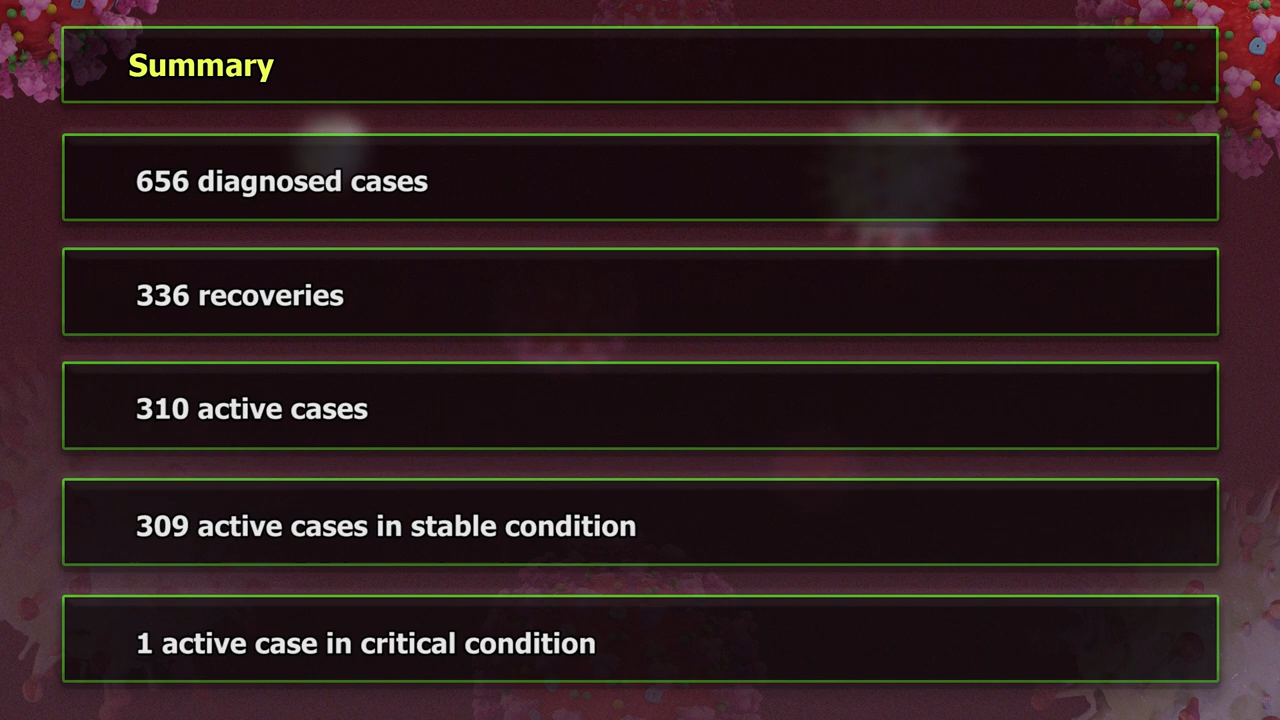 Summary
656 diagnosed cases
336 recoveries
310 active cases
309 active cases in stable condition
1 active case in critical condition